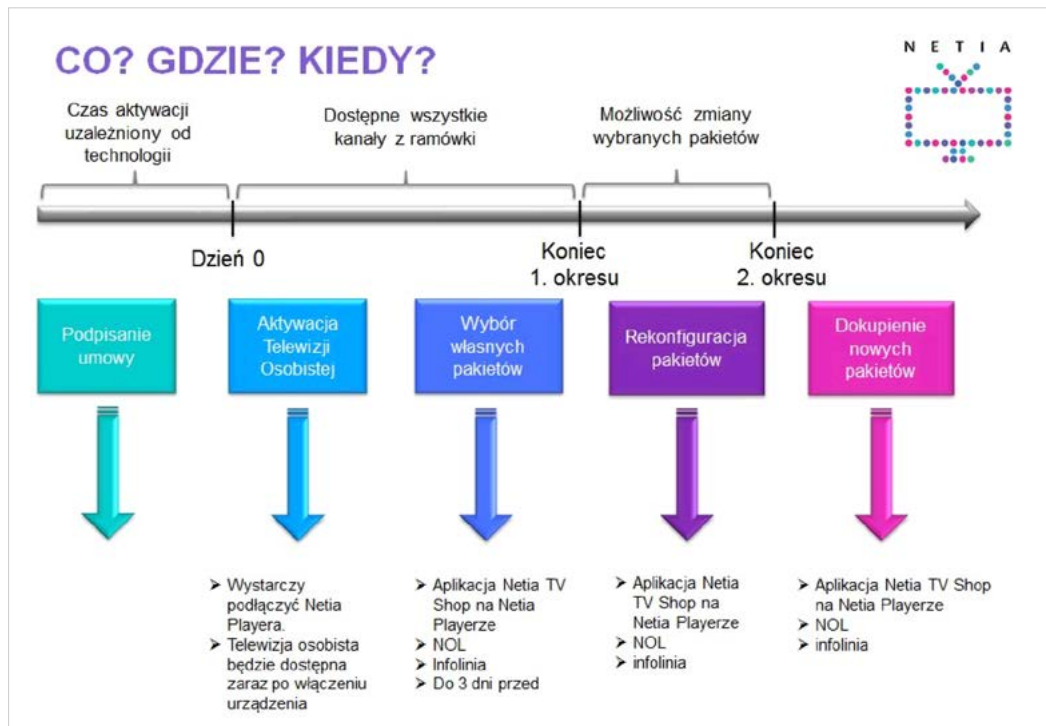 CO? GDZIE? KIEDY?
NETIA
Czas aktywacji
uzależniony od
technologii
Dostępne wszystkie
kanały z ramówki
Możliwość zmiany
wybranych pakietów
Dzień 0
Koniec
1. okresu
Koniec
2. okresu
Podpisanie
umowy
Aktywacja
Telewizji
Osobistej
Wybór
własnych
pakietów
Rekonfiguracja
pakietów
Dokupienie
nowych
pakietów
➢ Wystarczy
podłączyć Netia
Playera.
➢ Telewizja osobista
będzie dostępna
zaraz po włączeniu
urządzenia
➢ Aplikacja Netia TV
Shop na Netia
Playerze
➢ NOL
➢ Infolinia
➢ Do 3 dni przed
➢ Aplikacja Netia
TV Shop na
Netia Playerze
➢ NOL
➢ infolinia
➢ Aplikacja Netia TV Shop
na Netia Playerze
➢ NOL
➢ infolinia